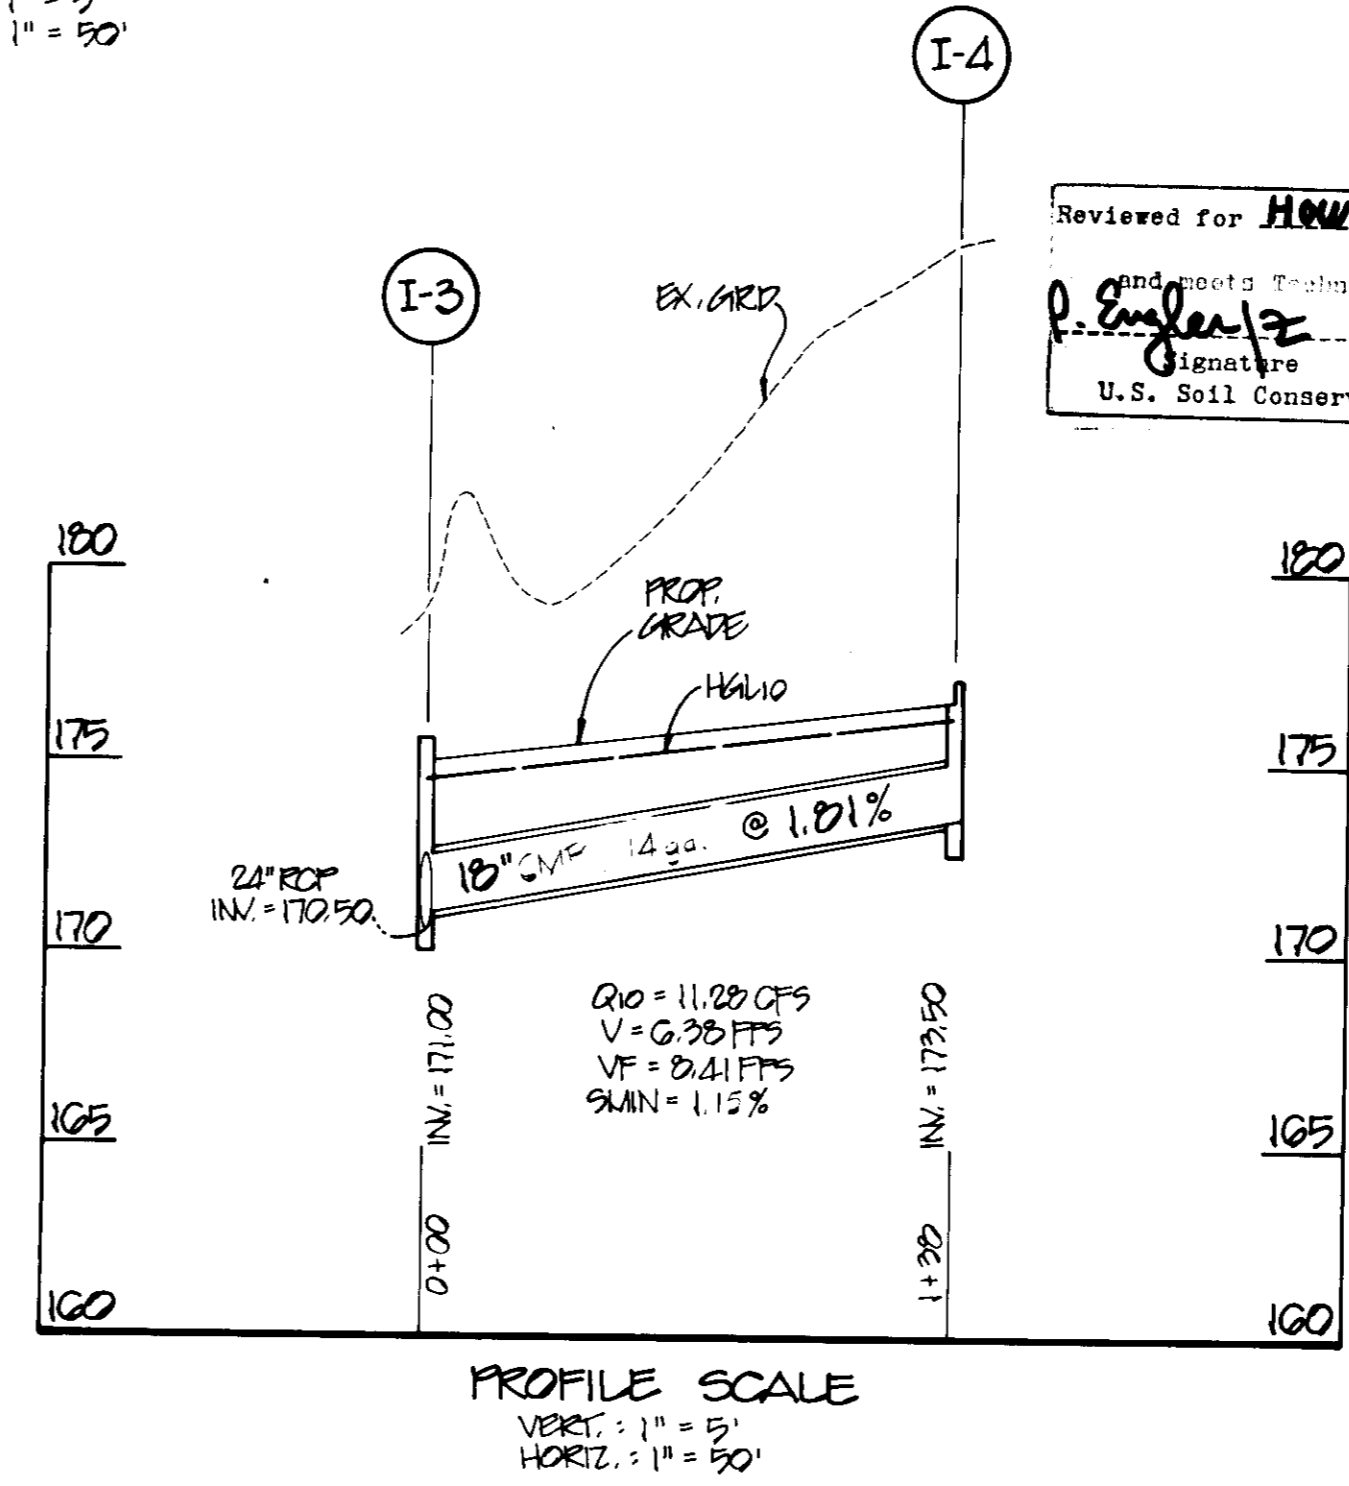 1" = 50'
I-4
I-3
EX. GRD.
Reviewed for
and meets
P. Engler/Z
Signature
U.S. Soil
180
180
PROP.
GRADE
HGL10
175
175
18" CMP 14 ga. @ 1.81%
24" RCP
INV. = 170.50
170
170
INV. = 171.00
Q10 = 11.28 CFS
V = 6.38 FPS
VF = 8.41 FPS
SMIN = 1.15%
INV. = 173.50
165
165
0+00
1+38
160
160
PROFILE SCALE
VERT. : 1" = 5'
HORIZ. : 1" = 50'